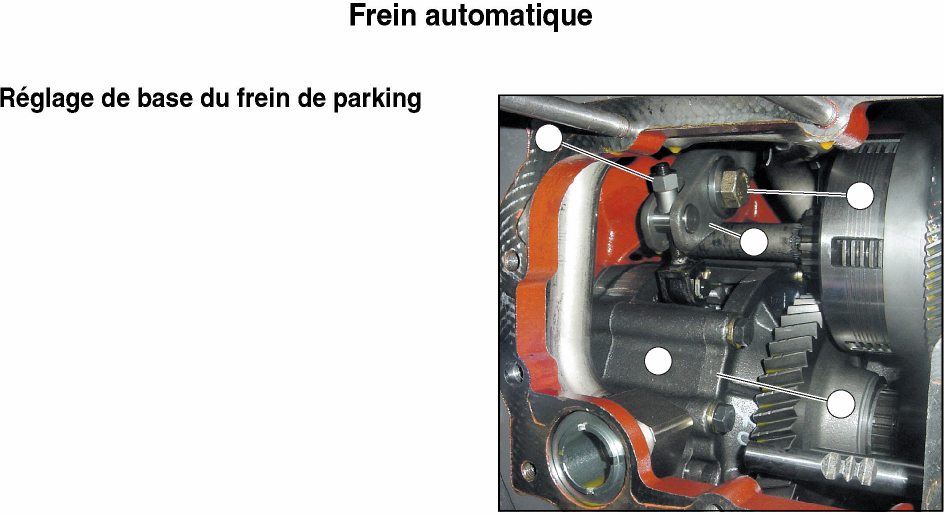 Frein automatique
Réglage de base du frein de parking